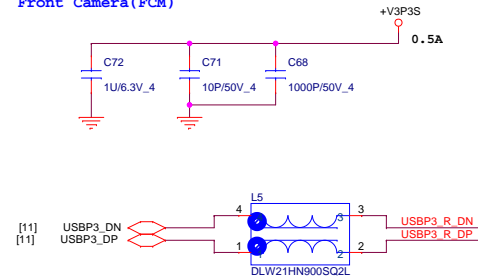 Front Camera(FCM)
+V3P3S
0.5A
C72
C71
C68
1U/6.3V_4
10P/50V_4
1000P/50V_4
L5
4
3
3
[11]
USBP3_DN
USBP3_R_DN
[11]
USBP3_DP
USBP3_R_DP
1
2
2
DLW21HN900SQ2L